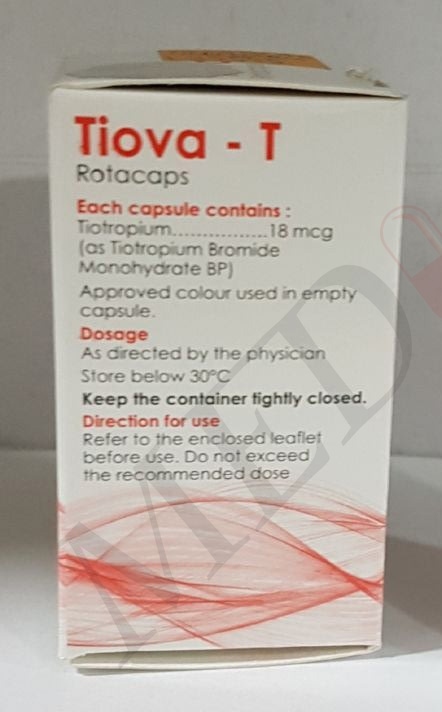 Tiova - T
Rotacaps
Each capsule contains :
Tiotropium................18 mcg
(as Tiotropium Bromide
Monohydrate BP)
Approved colour used in empty
capsule.
Dosage
As directed by the physician
Store below 30°C
Keep the container tightly closed.
Direction for use
Refer to the enclosed leaflet
before use. Do not exceed
the recommended dose
MED